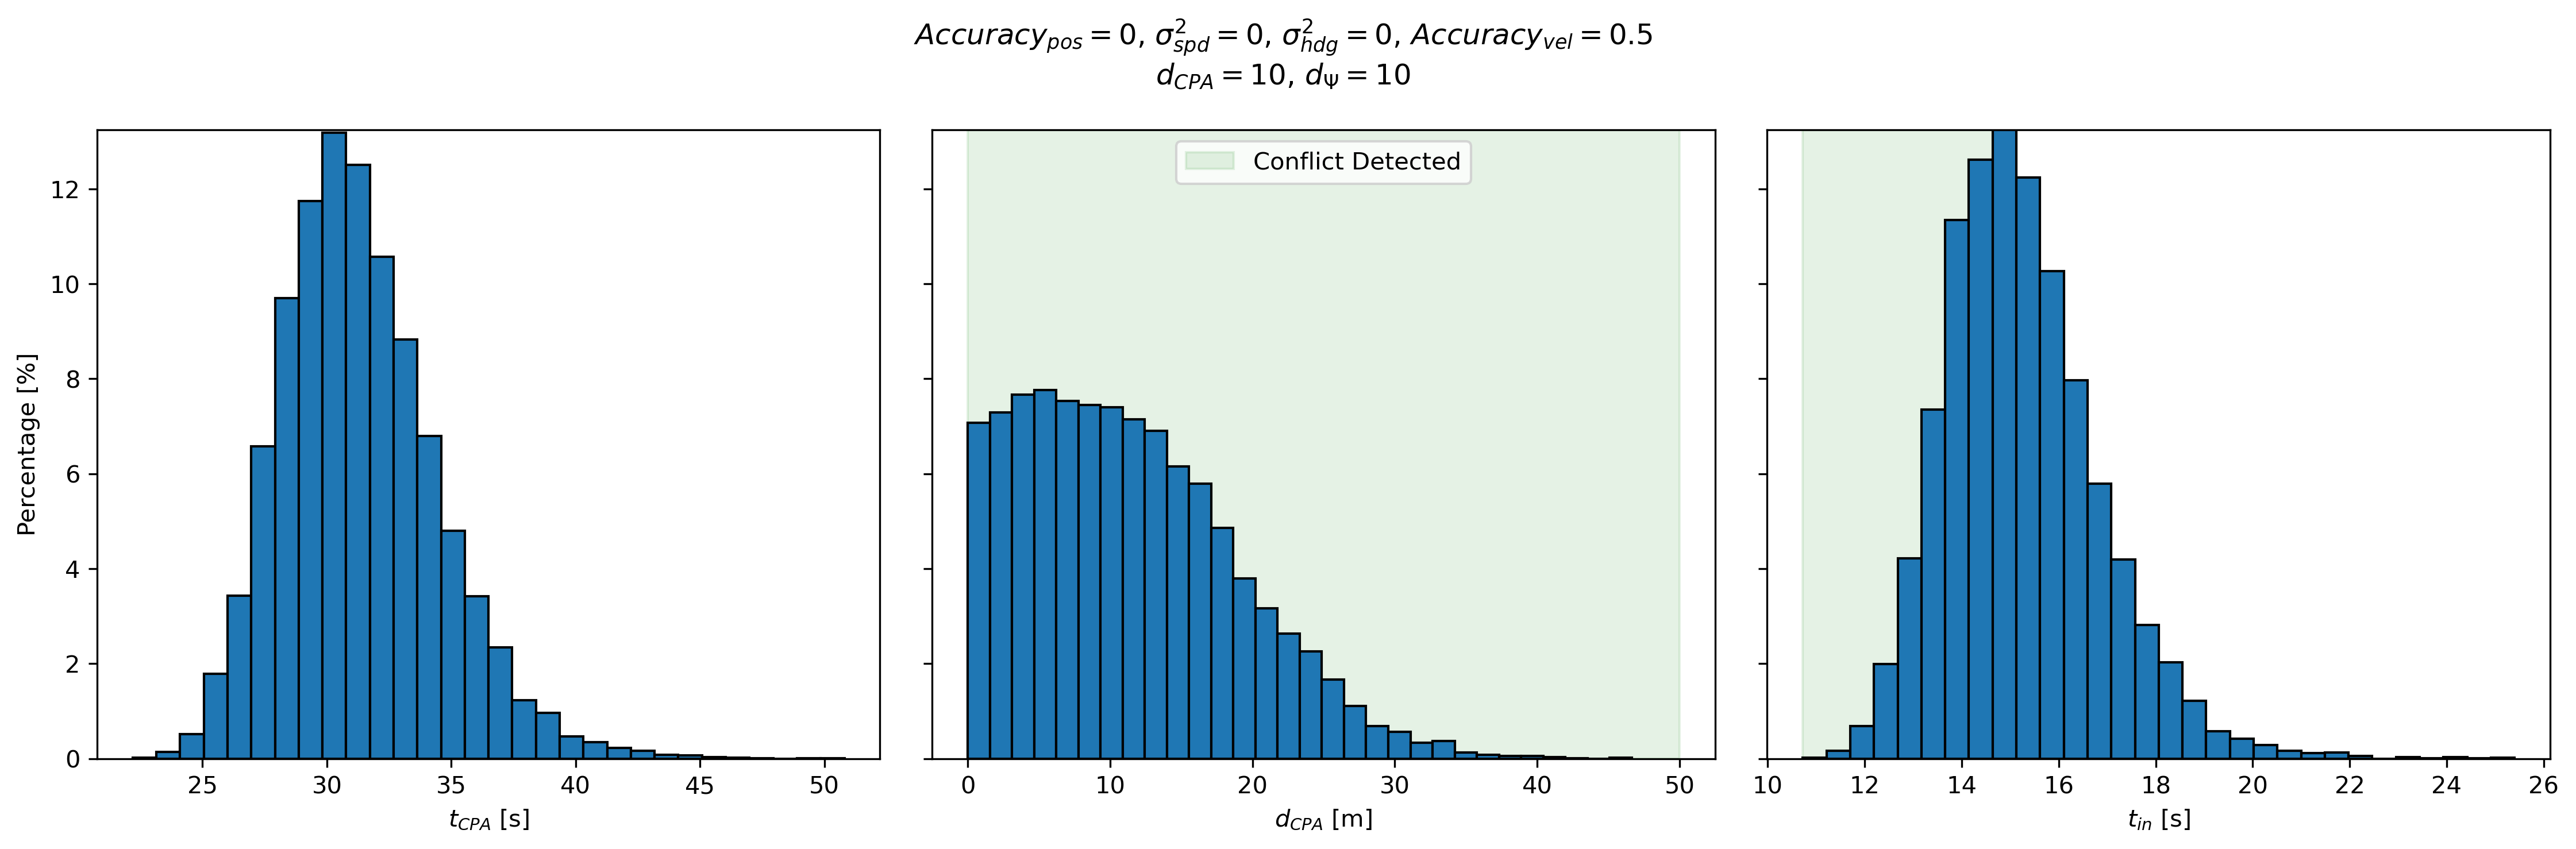 Accuracy_pos = 0, σ²_spd = 0, σ²_hdg = 0, Accuracy_vel = 0.5
d_CPA = 10, d_Ψ = 10
Percentage [%]
12
10
8
6
4
2
0
25 30 35 40 45 50
t_CPA [s]
Conflict Detected
0 10 20 30 40 50
d_CPA [m]
10 12 14 16 18 20 22 24 26
t_in [s]